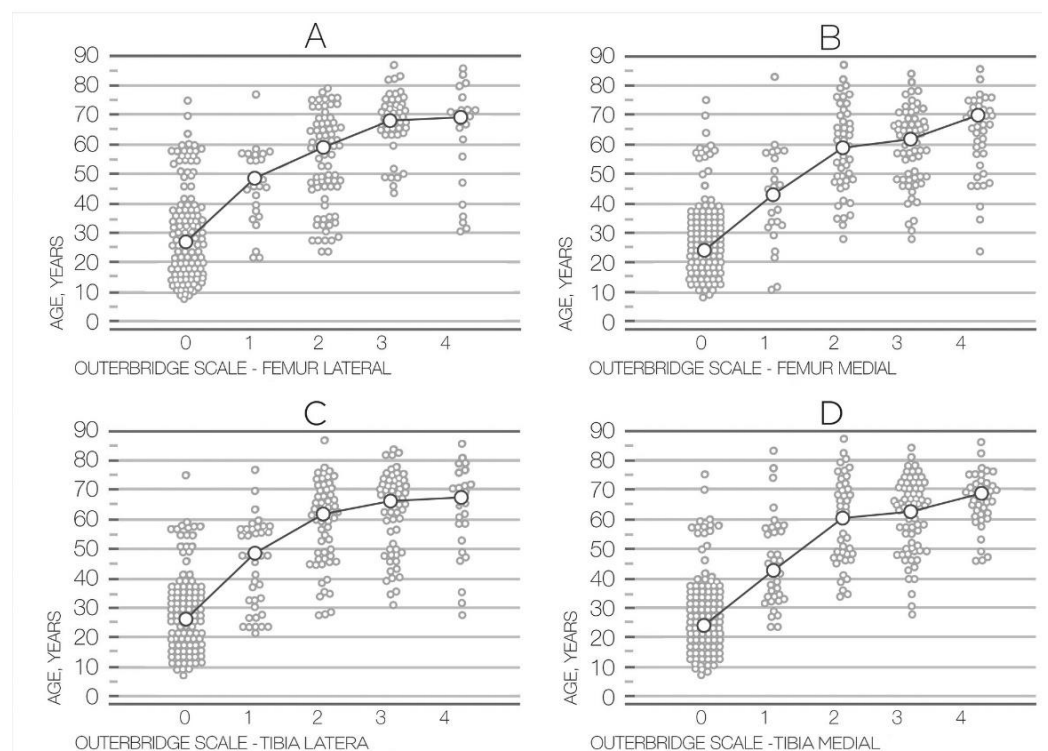 A
90
80
70
60
50
40
30
20
10
0
AGE, YEARS
0 1 2 3 4
OUTERBRIDGE SCALE - FEMUR LATERAL
B
90
80
70
60
50
40
30
20
10
0
AGE, YEARS
0 1 2 3 4
OUTERBRIDGE SCALE - FEMUR MEDIAL
C
90
80
70
60
50
40
30
20
10
0
AGE, YEARS
0 1 2 3 4
OUTERBRIDGE SCALE -TIBIA LATERA
D
90
80
70
60
50
40
30
20
10
0
AGE, YEARS
0 1 2 3 4
OUTERBRIDGE SCALE -TIBIA MEDIAL